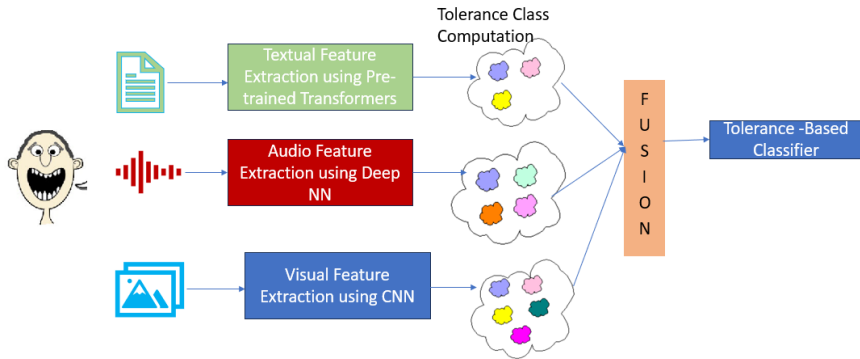 Tolerance Class
Computation
Textual Feature
Extraction using Pre-
trained Transformers
Audio Feature
Extraction using Deep
NN
Visual Feature
Extraction using CNN
F
U
S
I
O
N
Tolerance -Based
Classifier